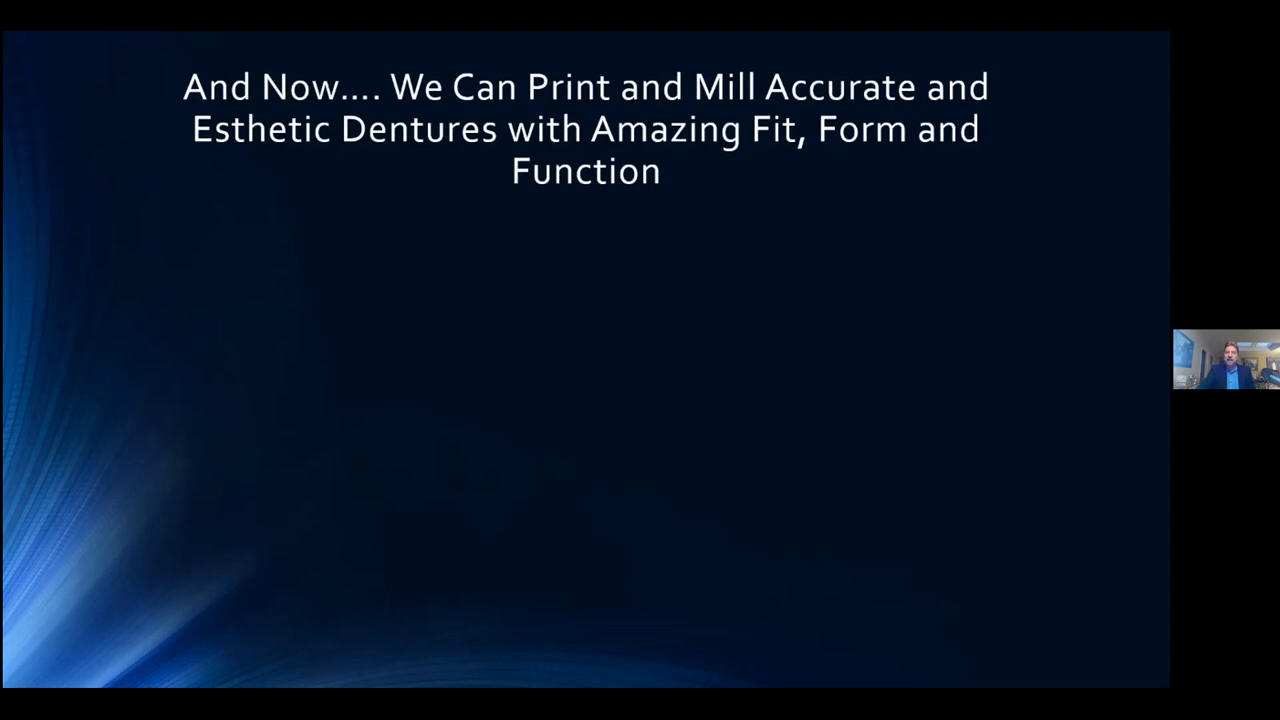 And Now.... We Can Print and Mill Accurate and
Esthetic Dentures with Amazing Fit, Form and
Function